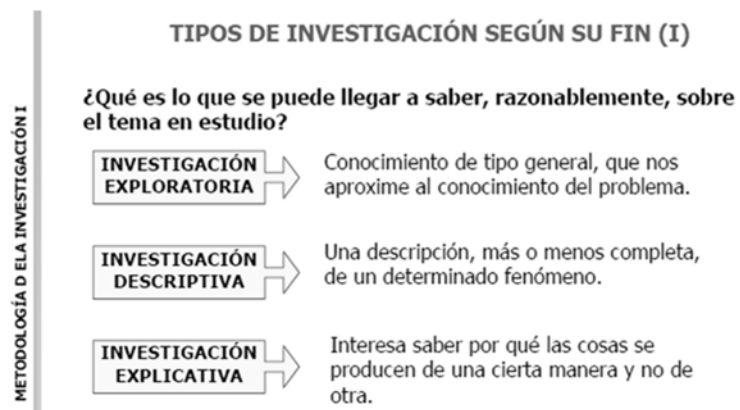 TIPOS DE INVESTIGACIÓN SEGÚN SU FIN (I)
¿Qué es lo que se puede llegar a saber, razonablemente, sobre
el tema en estudio?
INVESTIGACIÓN
EXPLORATORIA
Conocimiento de tipo general, que nos
aproxime al conocimiento del problema.
INVESTIGACIÓN
DESCRIPTIVA
Una descripción, más o menos completa,
de un determinado fenómeno.
INVESTIGACIÓN
EXPLICATIVA
Interesa saber por qué las cosas se
producen de una cierta manera y no de
otra.
METODOLOGÍA D ELA INVESTIGACIÓN I